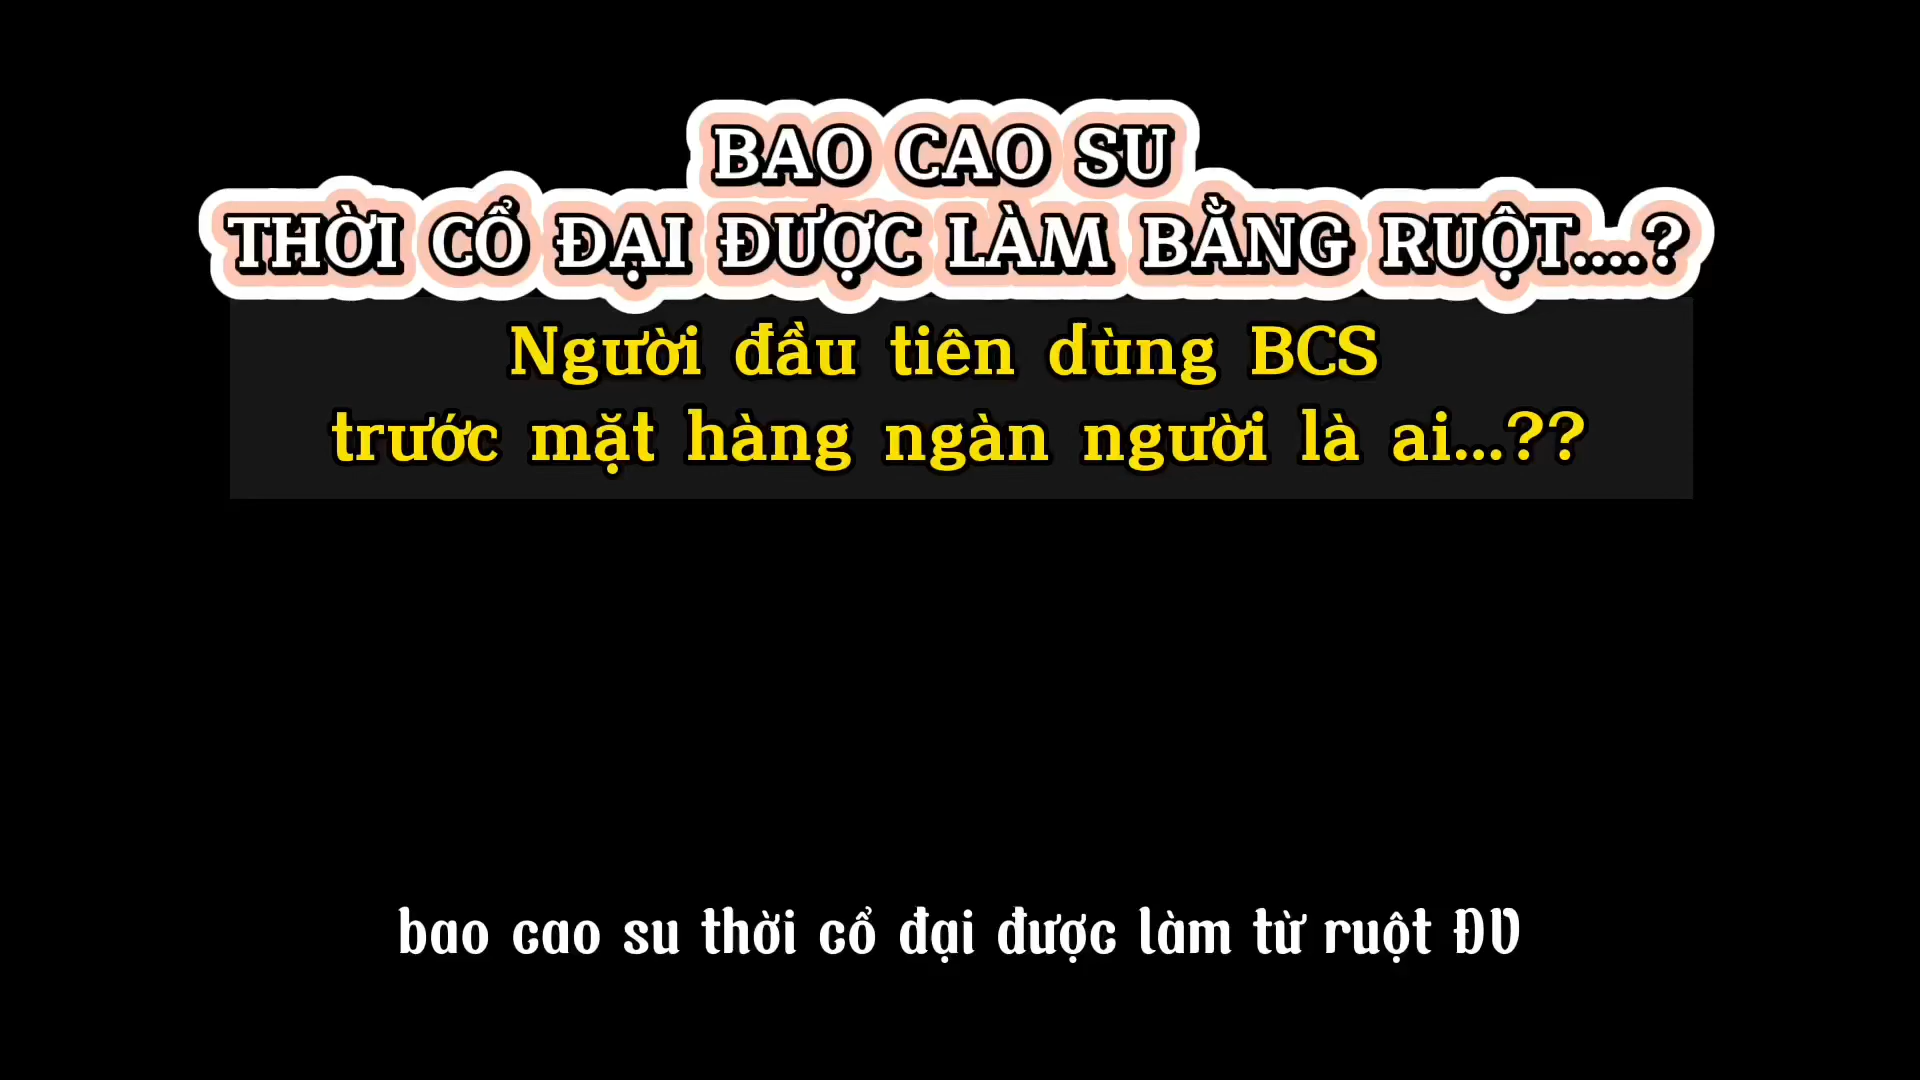 BAO CAO SU
THỜI CỔ ĐẠI ĐƯỢC LÀM BẰNG RUỘT....?
Người đầu tiên dùng BCS
trước mặt hàng ngàn người là ai...??
bao cao su thời cổ đại được làm từ ruột ĐV